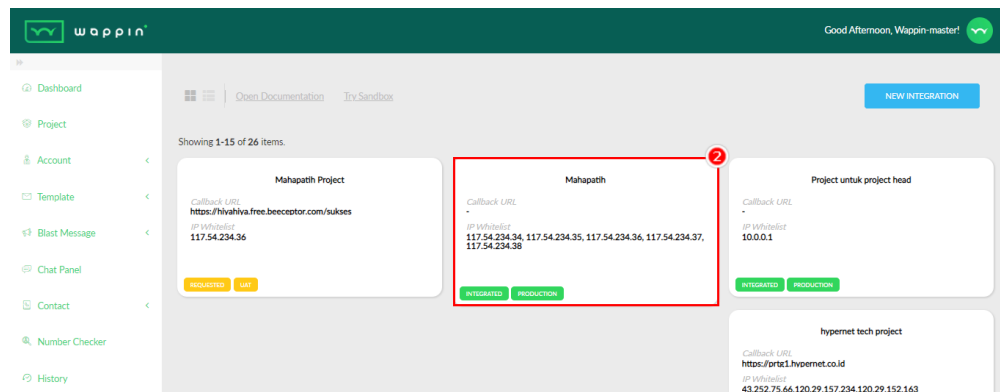 wappin
Good Afternoon, Wappin-master!
Dashboard
Project
Account
Template
Blast Message
Chat Panel
Contact
Number Checker
History
Open Documentation Try Sandbox
NEW INTEGRATION
Showing 1-15 of 26 items.
Mahapatih Project
Callback URL
https://hiyahiya.free.beeceptor.com/sukses
IP Whitelist
117.54.234.36
REQUESTED UAT
2
Mahapatih
Callback URL
-
IP Whitelist
117.54.234.34, 117.54.234.35, 117.54.234.36, 117.54.234.37,
117.54.234.38
INTEGRATED PRODUCTION
Project untuk project head
Callback URL
-
IP Whitelist
10.0.0.1
INTEGRATED PRODUCTION
hypernet tech project
Callback URL
https://prtg1.hypernet.co.id
IP Whitelist
43.252.75.66,120.29.157.234,120.29.152.163